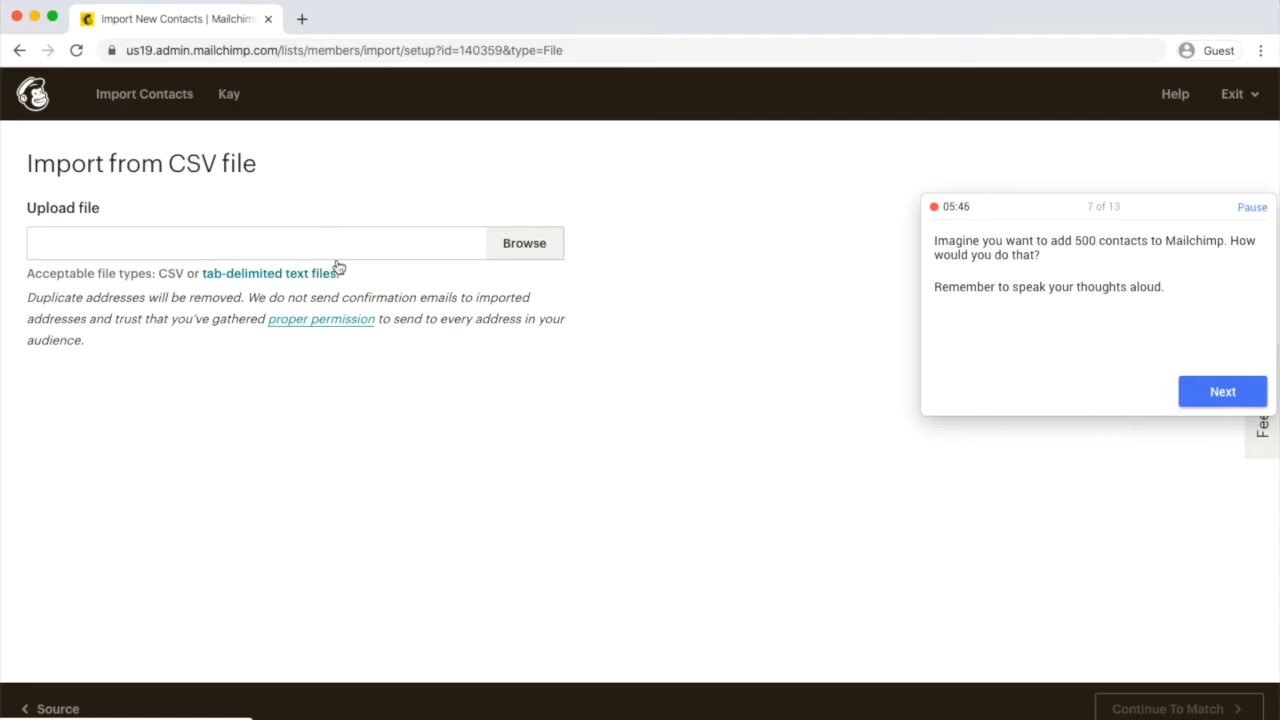 Import New Contacts | Mailchim
us19.admin.mailchimp.com/lists/members/import/setup?id=140359&type=File
Guest
Import Contacts
Kay
Help
Exit
Import from CSV file
Upload file
Browse
Acceptable file types: CSV or tab-delimited text files.
Duplicate addresses will be removed. We do not send confirmation emails to imported
addresses and trust that you've gathered proper permission to send to every address in your
audience.
05:46
7 of 13
Pause
Imagine you want to add 500 contacts to Mailchimp. How
would you do that?
Remember to speak your thoughts aloud.
Next
Fee
Source
Continue To Match